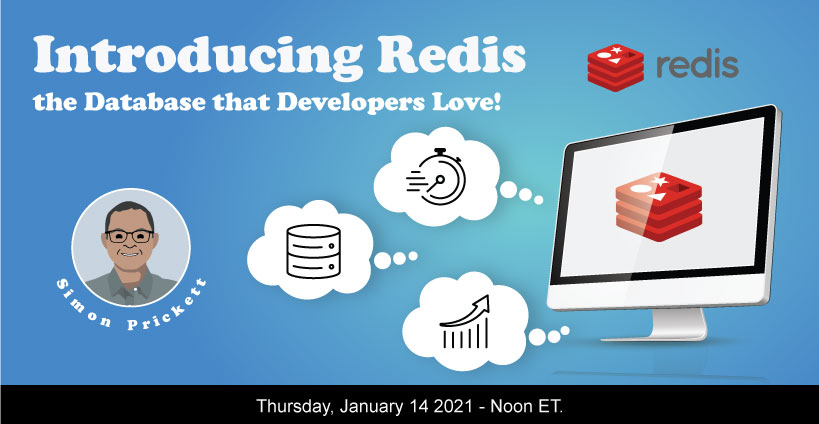 Introducing Redis
the Database that Developers Love!
redis
Simon Prickett
Thursday, January 14 2021 - Noon ET.